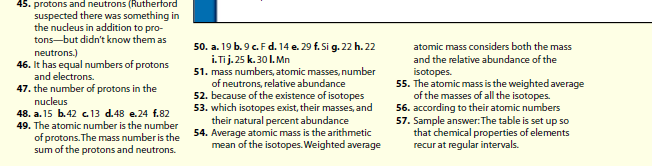 45. protons and neutrons (Rutherford
suspected there was something in
the nucleus in addition to pro-
tons—but didn't know them as
neutrons.)
46. It has equal numbers of protons
and electrons.
47. the number of protons in the
nucleus
48. a. 15 b. 42 c. 13 d. 48 e. 24 f. 82
49. The atomic number is the number
of protons. The mass number is the
sum of the protons and neutrons.
50. a. 19 b. 9 c. F d. 14 e. 29 f. Si g. 22 h. 22
i. Ti j. 25 k. 30 l. Mn
51. mass numbers, atomic masses, number
of neutrons, relative abundance
52. because of the existence of isotopes
53. which isotopes exist, their masses, and
their natural percent abundance
54. Average atomic mass is the arithmetic
mean of the isotopes. Weighted average
atomic mass considers both the mass
and the relative abundance of the
isotopes.
55. The atomic mass is the weighted average
of the masses of all the isotopes.
56. according to their atomic numbers
57. Sample answer: The table is set up so
that chemical properties of elements
recur at regular intervals.